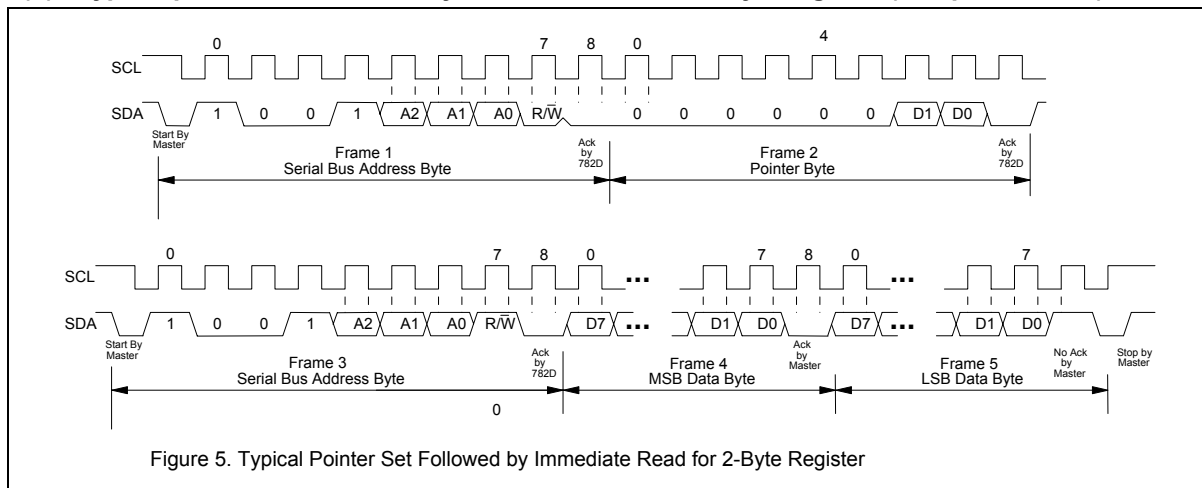 0 7 8 0 4
SCL
SDA 1 0 0 1 A2 A1 A0 R/W̅ 0 0 0 0 0 0 D1 D0
Start By Master
Ack by 782D
Ack by 782D
Frame 1
Serial Bus Address Byte
Frame 2
Pointer Byte
0 7 8 0 7 8 0 7
SCL ... ...
SDA 1 0 0 1 A2 A1 A0 R/W̅ D7 ... D1 D0 D7 ... D1 D0
Start By Master
Ack by 782D
Ack by Master
No Ack by Master
Stop by Master
Frame 3
Serial Bus Address Byte
Frame 4
MSB Data Byte
Frame 5
LSB Data Byte
0
Figure 5. Typical Pointer Set Followed by Immediate Read for 2-Byte Register